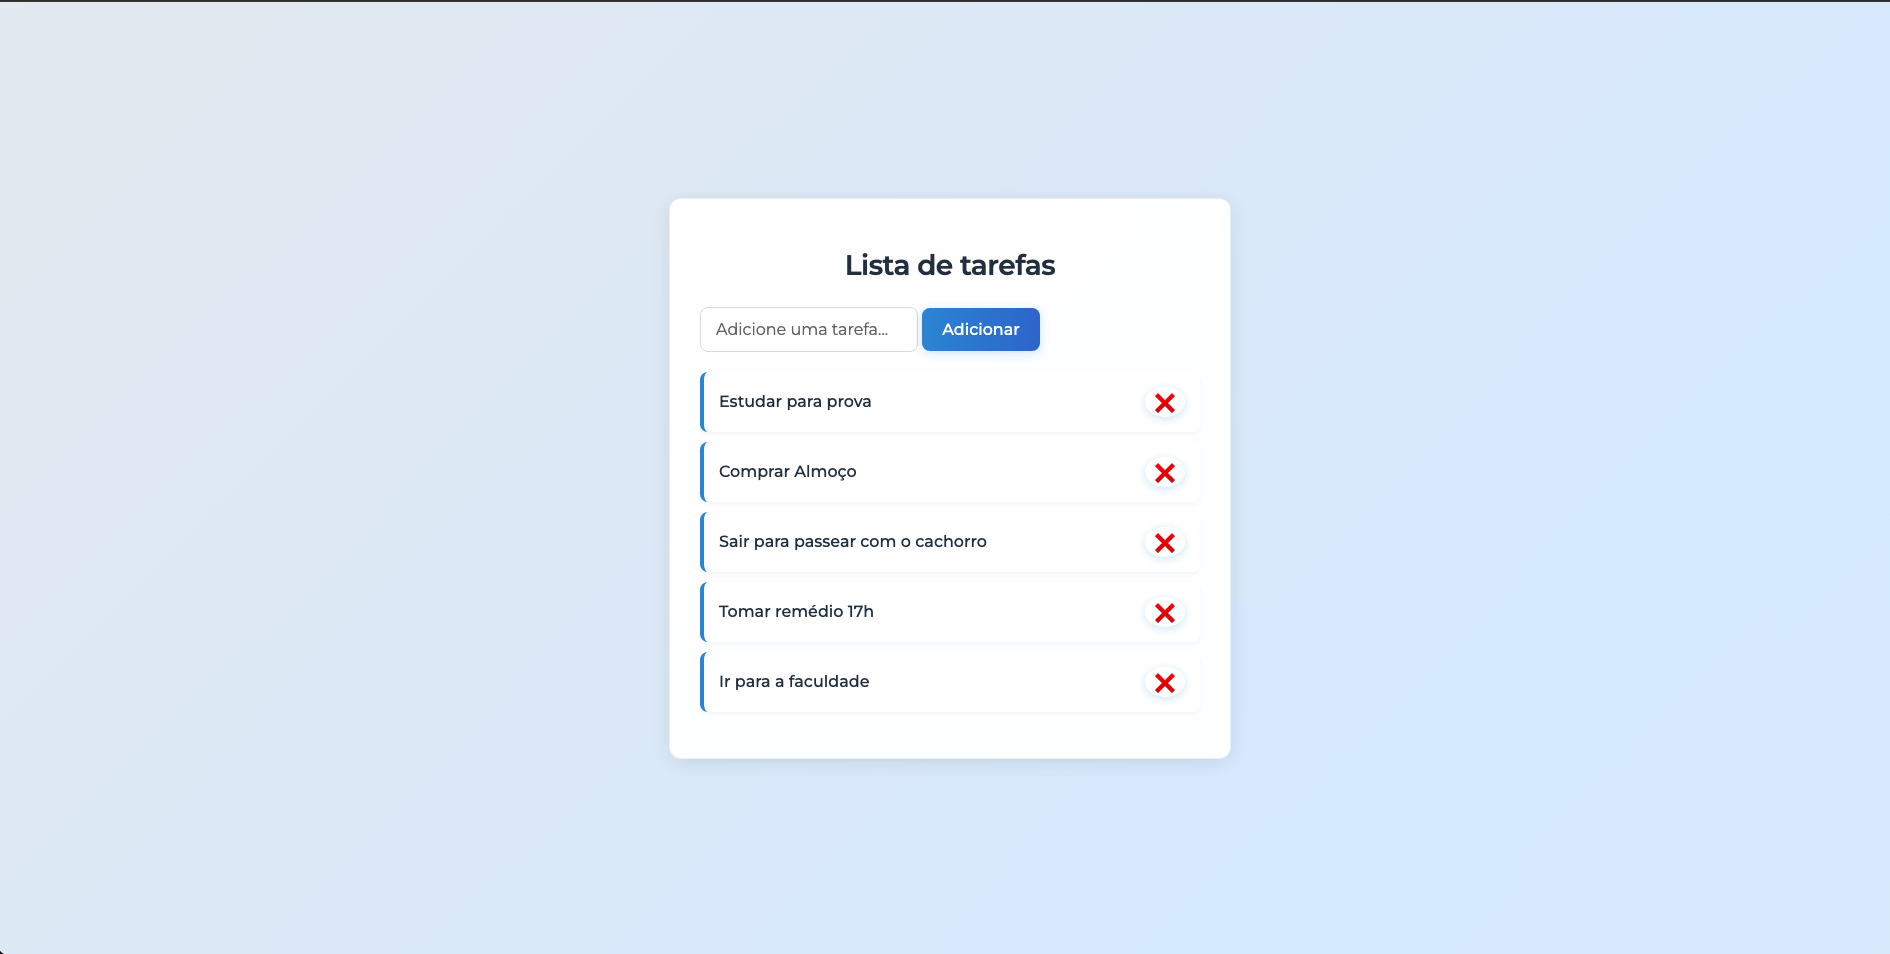 Lista de tarefas
Adicione uma tarefa...
Adicionar
Estudar para prova
Comprar Almoço
Sair para passear com o cachorro
Tomar remédio 17h
Ir para a faculdade